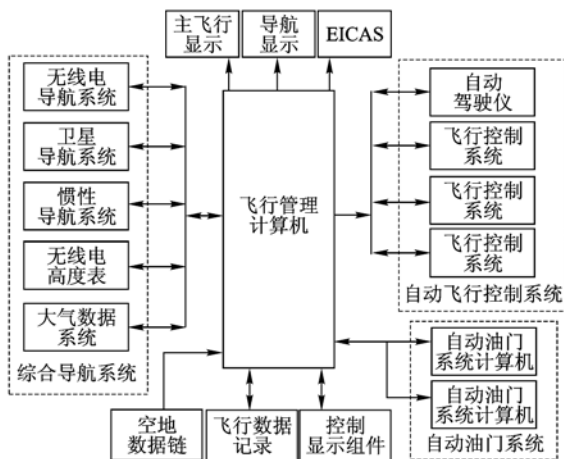 主飞行
显示
导航
显示
EICAS
无线电
导航系统
卫星
导航系统
惯性
导航系统
无线电
高度表
大气数据
系统
综合导航系统
飞行管理
计算机
自动
驾驶仪
飞行控制
系统
飞行控制
系统
飞行控制
系统
自动飞行控制系统
自动油门
系统计算机
自动油门
系统计算机
自动油门系统
空地
数据链
飞行数据
记录
控制
显示组件